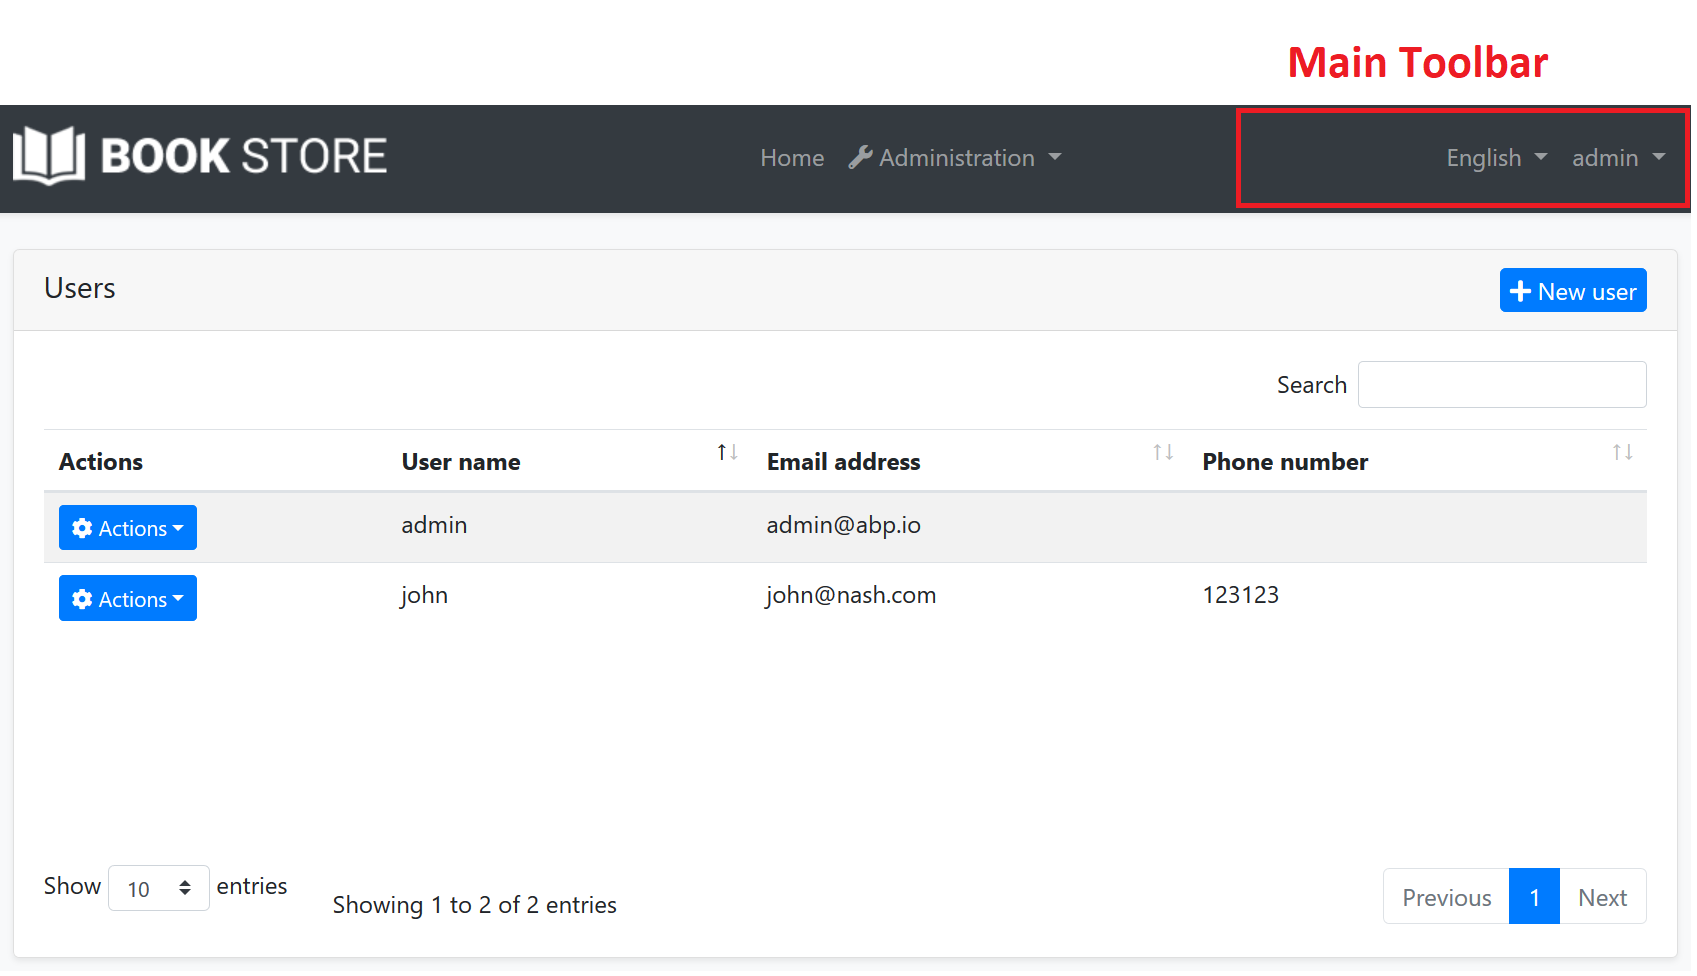 Main Toolbar
BOOK STORE
Home Administration English admin
Users
New user
Search
Actions User name Email address Phone number
Actions admin admin@abp.io
Actions john john@nash.com 123123
Show 10 entries
Showing 1 to 2 of 2 entries
Previous 1 Next